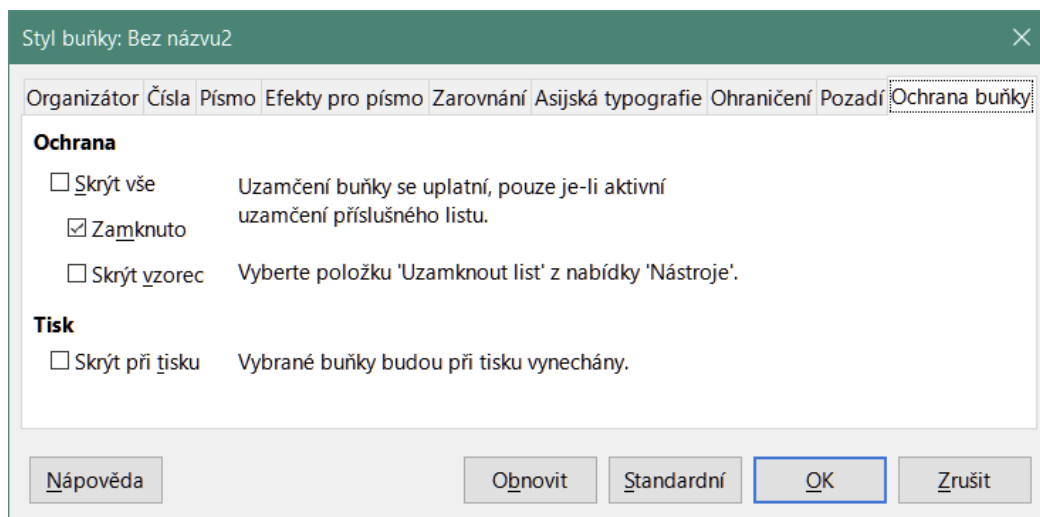 Styl buňky: Bez názvu2
Organizátor Čísla Písmo Efekty pro písmo Zarovnání Asijská typografie Ohraničení Pozadí Ochrana buňky
Ochrana
Skrýt vše
Uzamčení buňky se uplatní, pouze je-li aktivní
uzamčení příslušného listu.
Zamknuto
Skrýt vzorec Vyberte položku 'Uzamknout list' z nabídky 'Nástroje'.
Tisk
Skrýt při tisku Vybrané buňky budou při tisku vynechány.
Nápověda Obnovit Standardní OK Zrušit